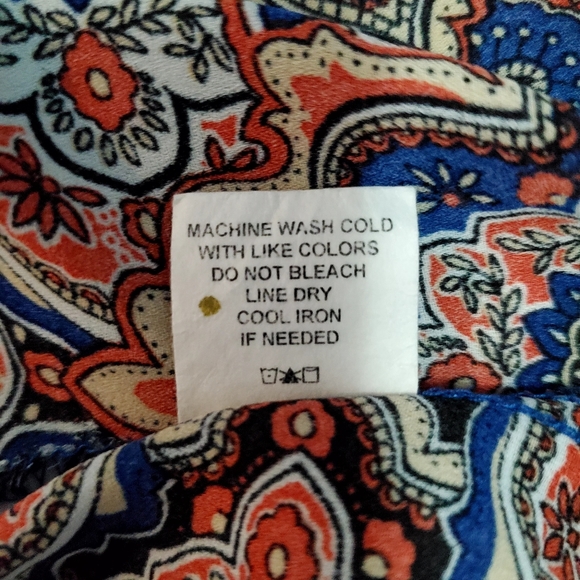 MACHINE WASH COLD
WITH LIKE COLORS
DO NOT BLEACH
LINE DRY
COOL IRON
IF NEEDED